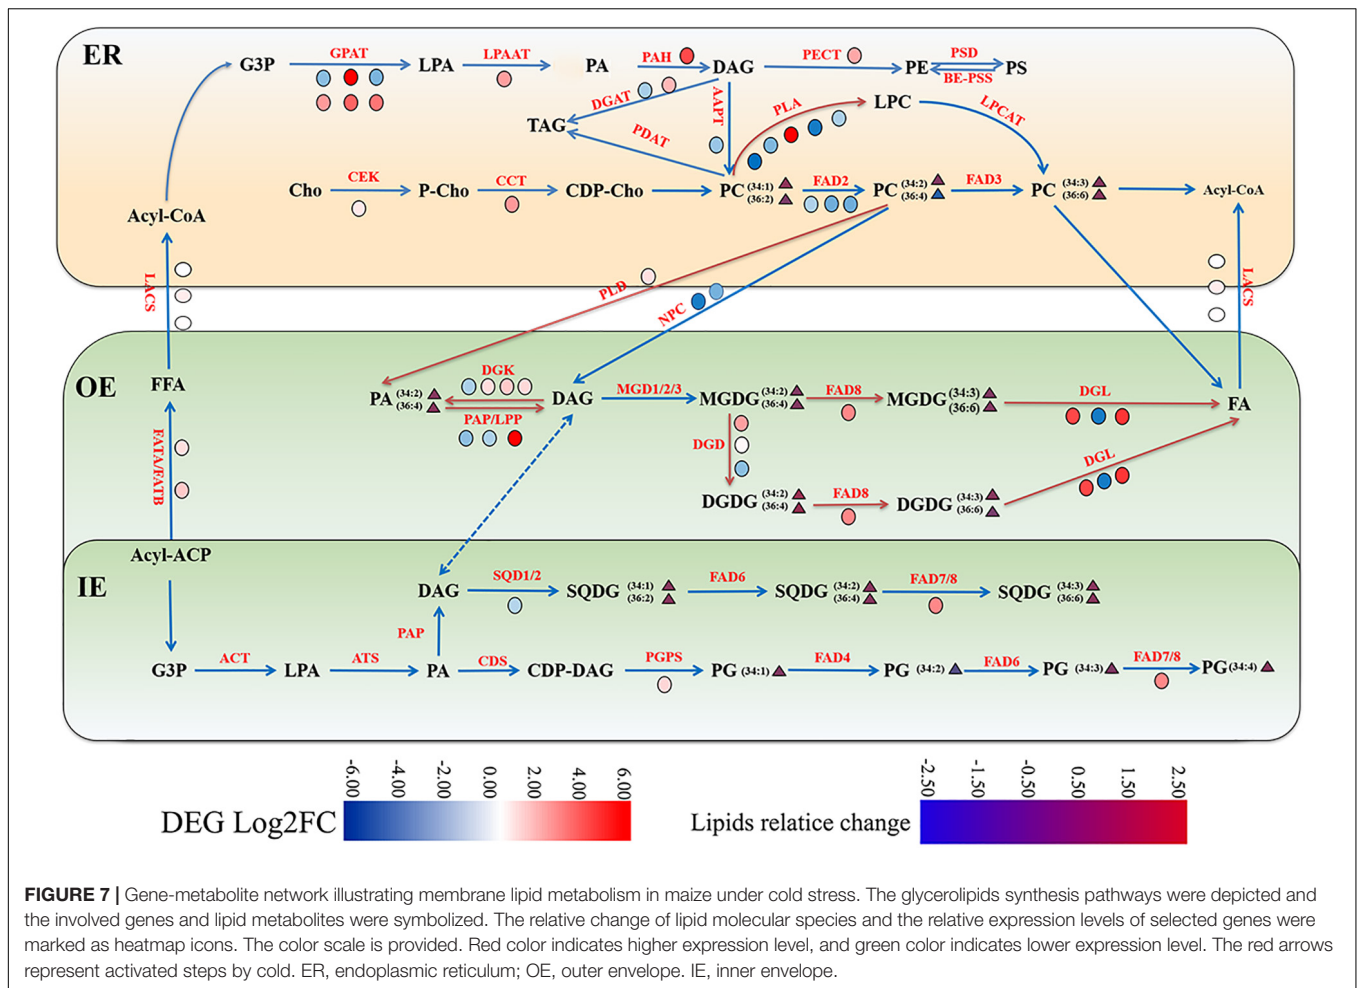 ER
G3P
GPAT
LPA
LPAAT
PA
PAH
DAG
PECT
PE
PSD
BE-PSS
PS
DGAT
TAG
PDAT
AAPT
PLA
LPC
LPCAT
Cho
CEK
P-Cho
CCT
CDP-Cho
PC (34:1)
(36:2)
FAD2
PC (34:2)
(36:4)
FAD3
PC (34:3)
(36:6)
Acyl-CoA
Acyl-CoA
LACS
LACS
PLD
NPC
OE
FFA
FATA/FATB
PA (34:2)
(36:4)
DGK
PAP/LPP
DAG
MGD1/2/3
MGDG (34:2)
(36:4)
FAD8
MGDG (34:3)
(36:6)
DGL
FA
DGD
DGL
DGDG (34:2)
(36:4)
FAD8
DGDG (34:3)
(36:6)
Acyl-ACP
IE
DAG
SQD1/2
SQDG (34:1)
(36:2)
FAD6
SQDG (34:2)
(36:4)
FAD7/8
SQDG (34:3)
(36:6)
PAP
G3P
ACT
LPA
ATS
PA
CDS
CDP-DAG
PGPS
PG (34:1)
FAD4
PG (34:2)
FAD6
PG (34:3)
FAD7/8
PG (34:4)
-6.00
-4.00
-2.00
0.00
2.00
4.00
6.00
DEG Log2FC
-2.50
-1.50
-0.50
0.50
1.50
2.50
Lipids relatice change
FIGURE 7 | Gene-metabolite network illustrating membrane lipid metabolism in maize under cold stress. The glycerolipids synthesis pathways were depicted and
the involved genes and lipid metabolites were symbolized. The relative change of lipid molecular species and the relative expression levels of selected genes were
marked as heatmap icons. The color scale is provided. Red color indicates higher expression level, and green color indicates lower expression level. The red arrows
represent activated steps by cold. ER, endoplasmic reticulum; OE, outer envelope. IE, inner envelope.